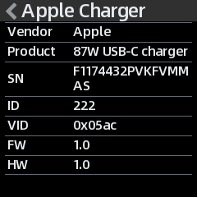 Apple Charger
Vendor Apple
Product 87W USB-C charger
SN F1174432PVKFVMM
AS
ID 222
VID 0x05ac
FW 1.0
HW 1.0